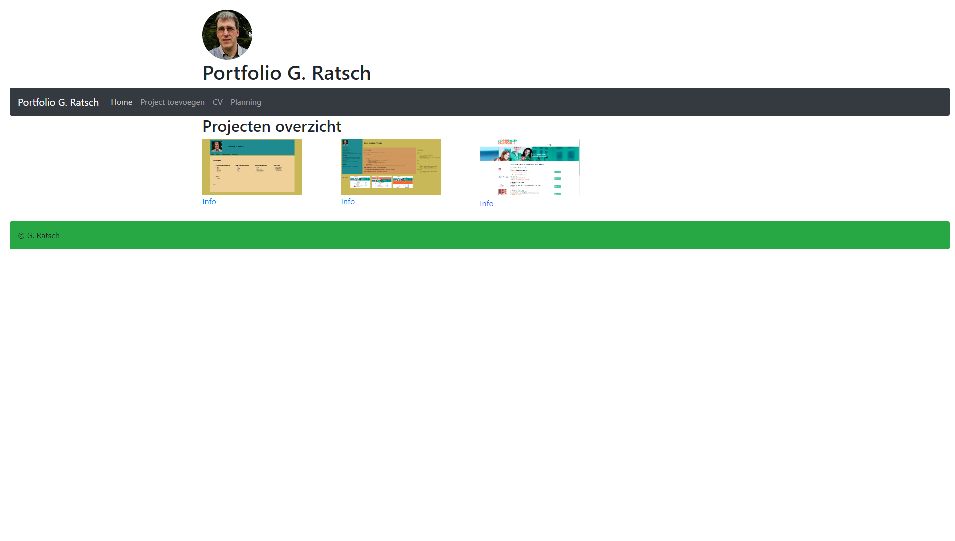 Portfolio G. Ratsch
Portfolio G. Ratsch Home Project toevoegen CV Planning
Projecten overzicht
Info
Info
Info
© G. Ratsch